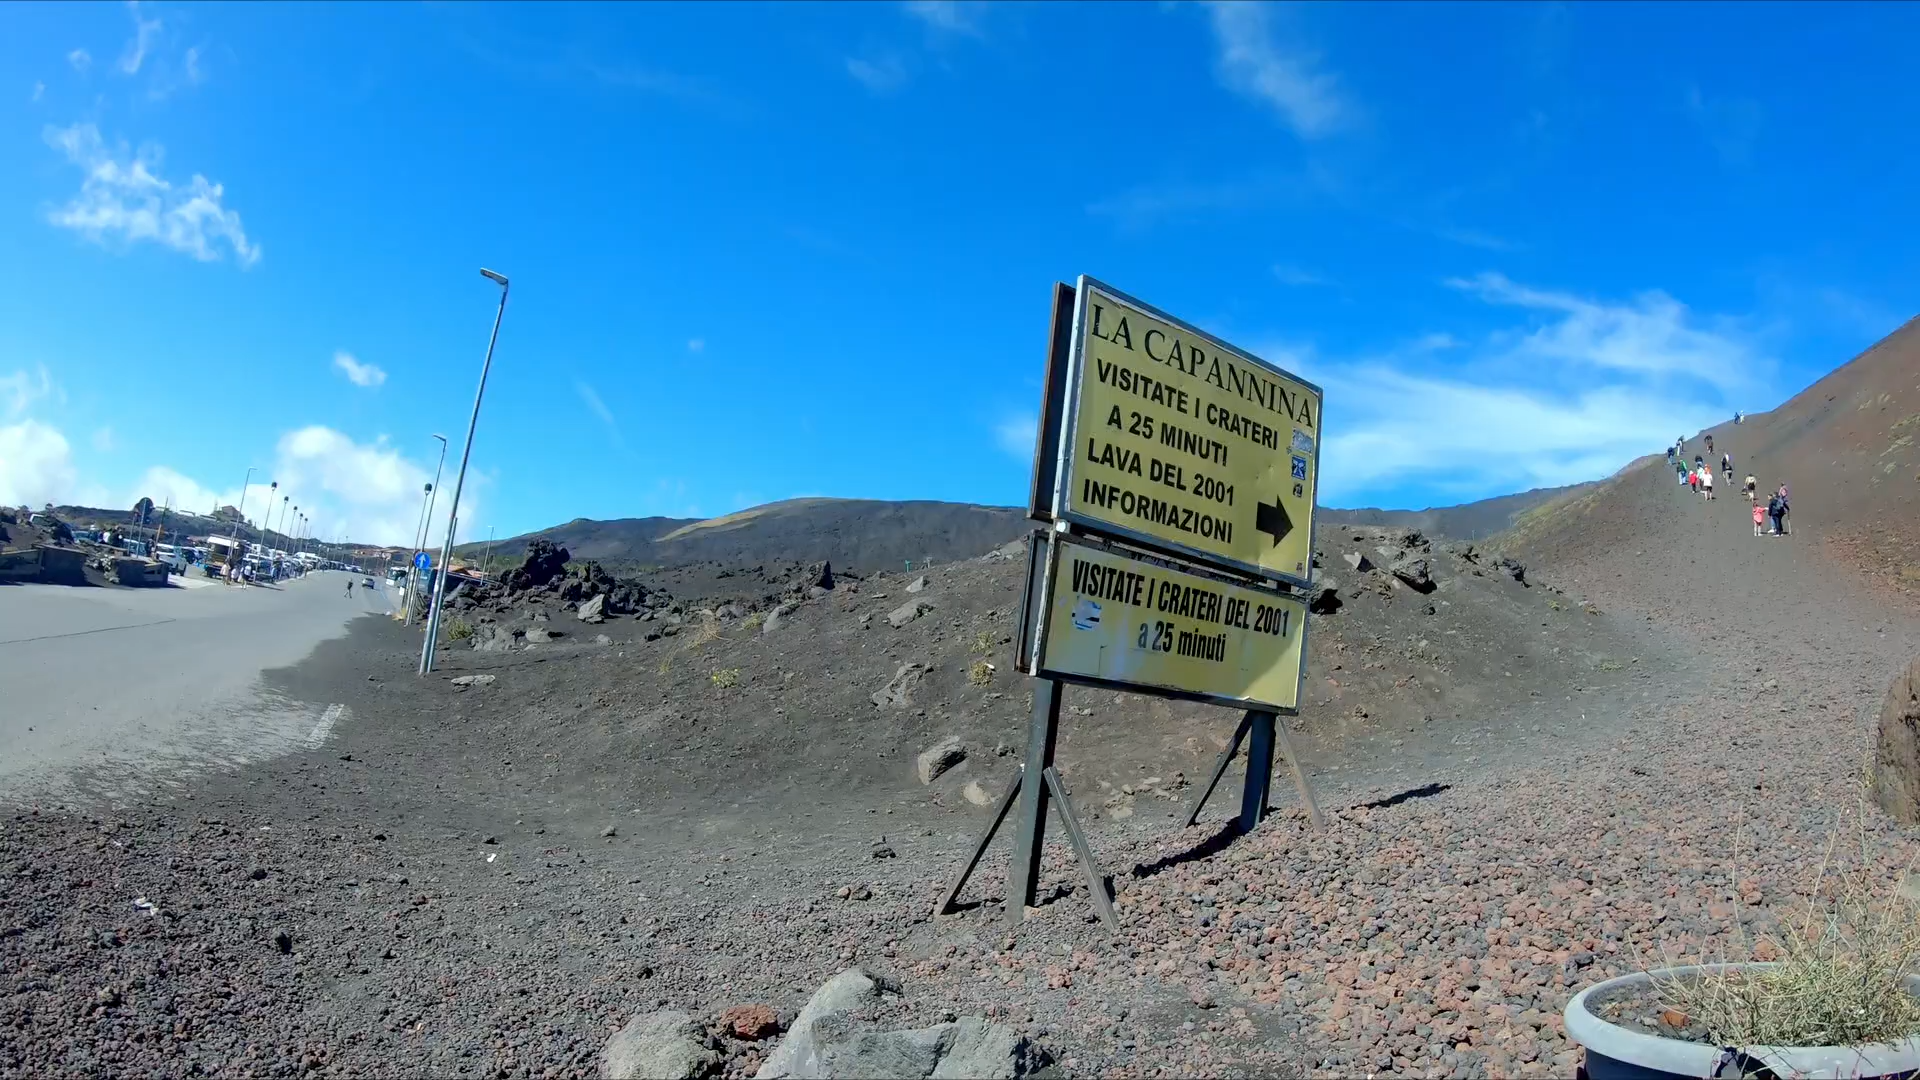 LA CAPANNINA
VISITATE I CRATERI
A 25 MINUTI
LAVA DEL 2001
INFORMAZIONI
VISITATE I CRATERI DEL 2001
a 25 minuti